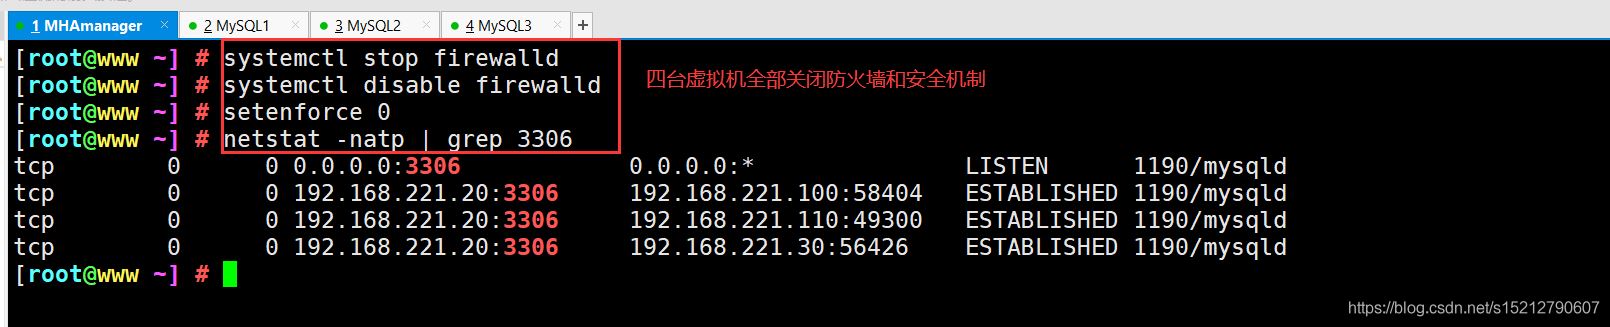 1 MHAmanager × 2 MySQL1 × 3 MySQL2 × 4 MySQL3 × +
[root@www ~] # systemctl stop firewalld
[root@www ~] # systemctl disable firewalld
四台虚拟机全部关闭防火墙和安全机制
[root@www ~] # setenforce 0
[root@www ~] # netstat -natp | grep 3306
tcp 0 0 0.0.0.0:3306 0.0.0.0:* LISTEN 1190/mysqld
tcp 0 0 192.168.221.20:3306 192.168.221.100:58404 ESTABLISHED 1190/mysqld
tcp 0 0 192.168.221.20:3306 192.168.221.110:49300 ESTABLISHED 1190/mysqld
tcp 0 0 192.168.221.20:3306 192.168.221.30:56426 ESTABLISHED 1190/mysqld
[root@www ~] #
https://blog.csdn.net/s15212790607